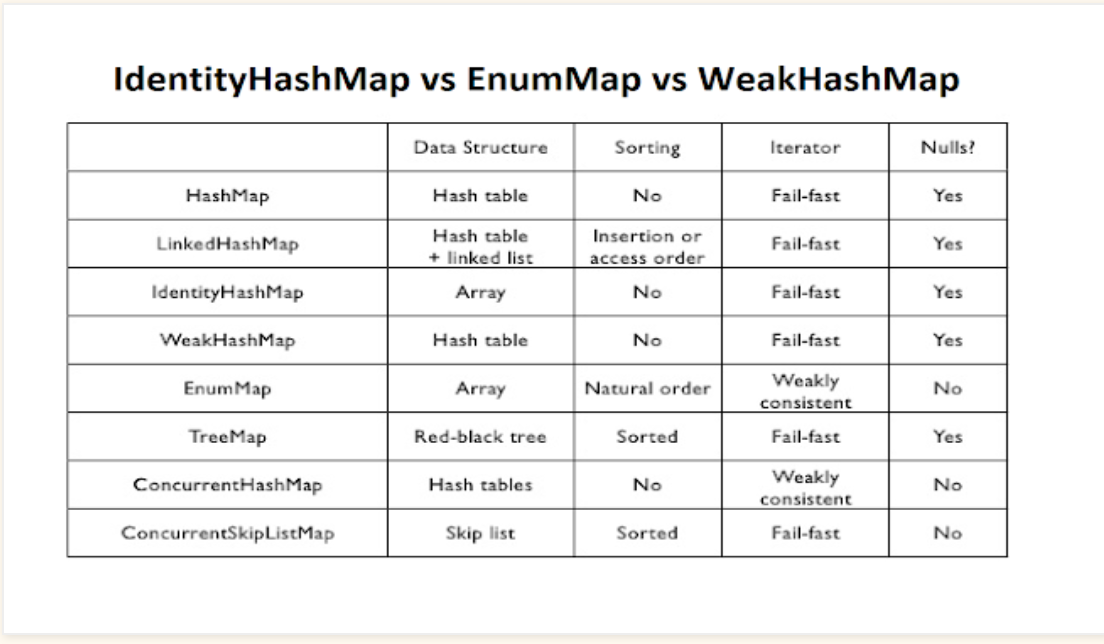 IdentityHashMap vs EnumMap vs WeakHashMap
Data Structure Sorting Iterator Nulls?
HashMap Hash table No Fail-fast Yes
LinkedHashMap Hash table + linked list Insertion or access order Fail-fast Yes
IdentityHashMap Array No Fail-fast Yes
WeakHashMap Hash table No Fail-fast Yes
EnumMap Array Natural order Weakly consistent No
TreeMap Red-black tree Sorted Fail-fast Yes
ConcurrentHashMap Hash tables No Weakly consistent No
ConcurrentSkipListMap Skip list Sorted Fail-fast No